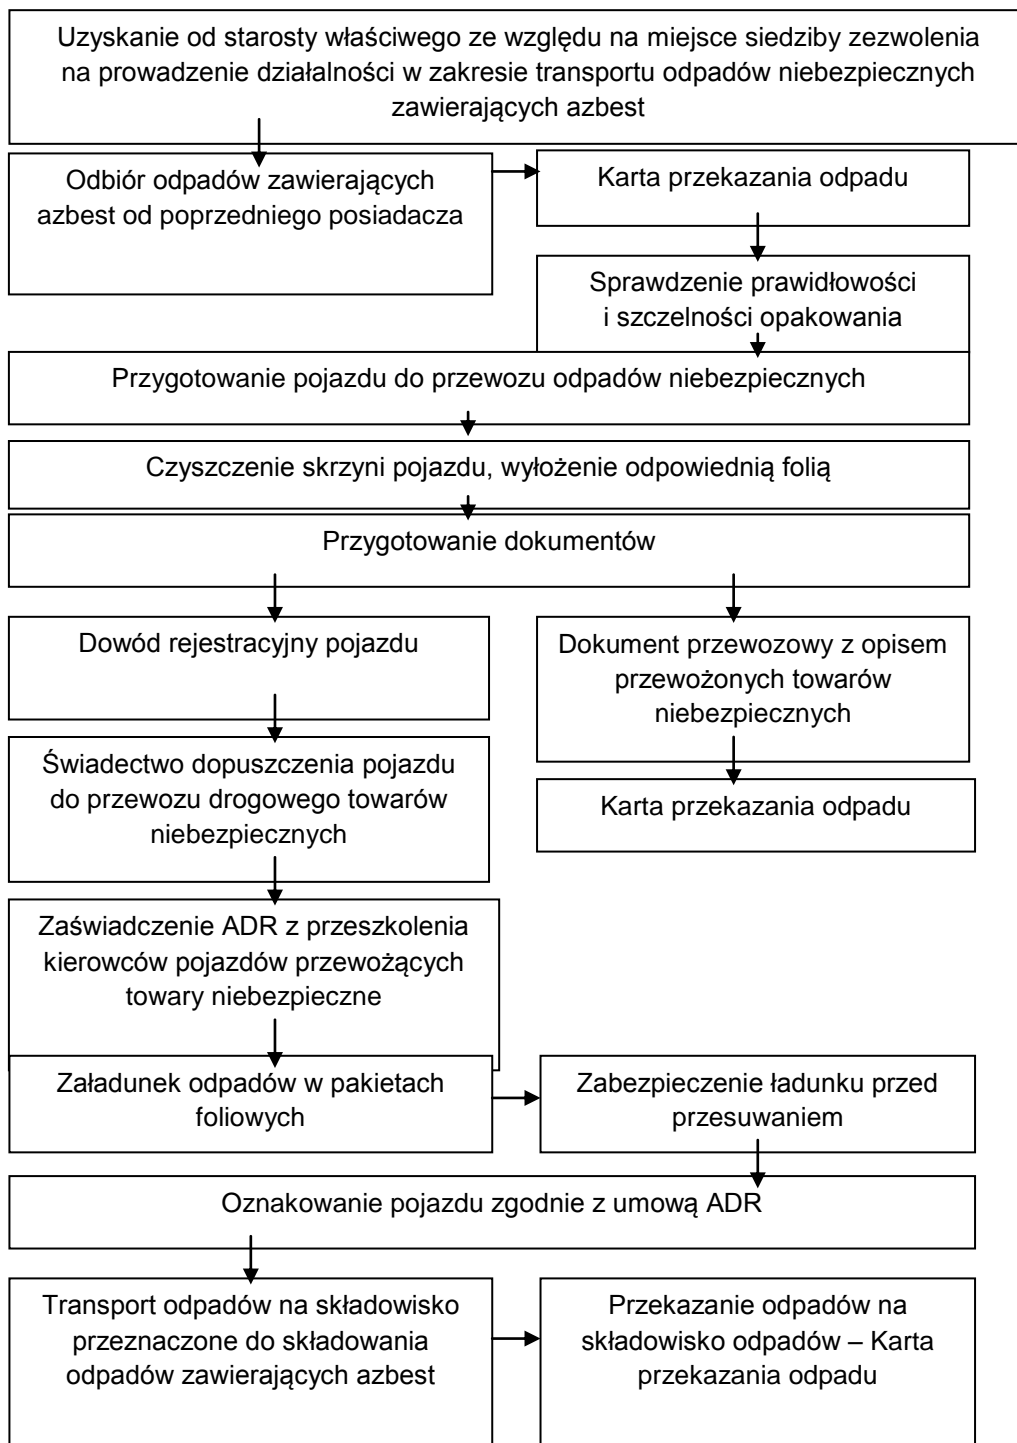 Uzyskanie od starosty właściwego ze względu na miejsce siedziby zezwolenia
na prowadzenie działalności w zakresie transportu odpadów niebezpiecznych
zawierających azbest
Odbiór odpadów zawierających
azbest od poprzedniego posiadacza
Karta przekazania odpadu
Sprawdzenie prawidłowości
i szczelności opakowania
Przygotowanie pojazdu do przewozu odpadów niebezpiecznych
Czyszczenie skrzyni pojazdu, wyłożenie odpowiednią folią
Przygotowanie dokumentów
Dowód rejestracyjny pojazdu
Dokument przewozowy z opisem
przewożonych towarów
niebezpiecznych
Świadectwo dopuszczenia pojazdu
do przewozu drogowego towarów
niebezpiecznych
Karta przekazania odpadu
Zaświadczenie ADR z przeszkolenia
kierowców pojazdów przewożących
towary niebezpieczne
Załadunek odpadów w pakietach
foliowych
Zabezpieczenie ładunku przed
przesuwaniem
Oznakowanie pojazdu zgodnie z umową ADR
Transport odpadów na składowisko
przeznaczone do składowania
odpadów zawierających azbest
Przekazanie odpadów na
składowisko odpadów – Karta
przekazania odpadu